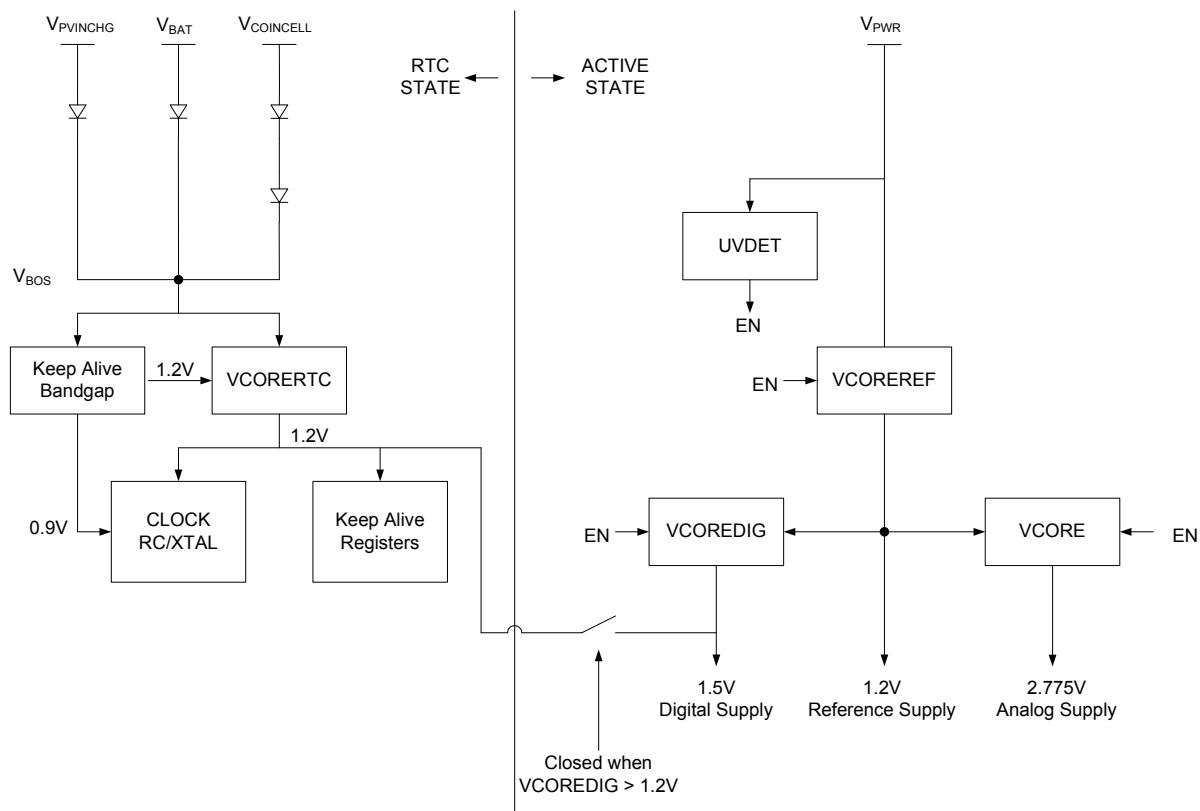 VPVINCHG
VBAT
VCOINCELL
VPWR
RTC
STATE
ACTIVE
STATE
UVDET
EN
VBOS
Keep Alive
Bandgap
1.2V
VCORERTC
EN
VCOREREF
1.2V
0.9V
CLOCK
RC/XTAL
Keep Alive
Registers
EN
VCOREDIG
VCORE
EN
1.5V
Digital Supply
1.2V
Reference Supply
2.775V
Analog Supply
Closed when
VCOREDIG > 1.2V